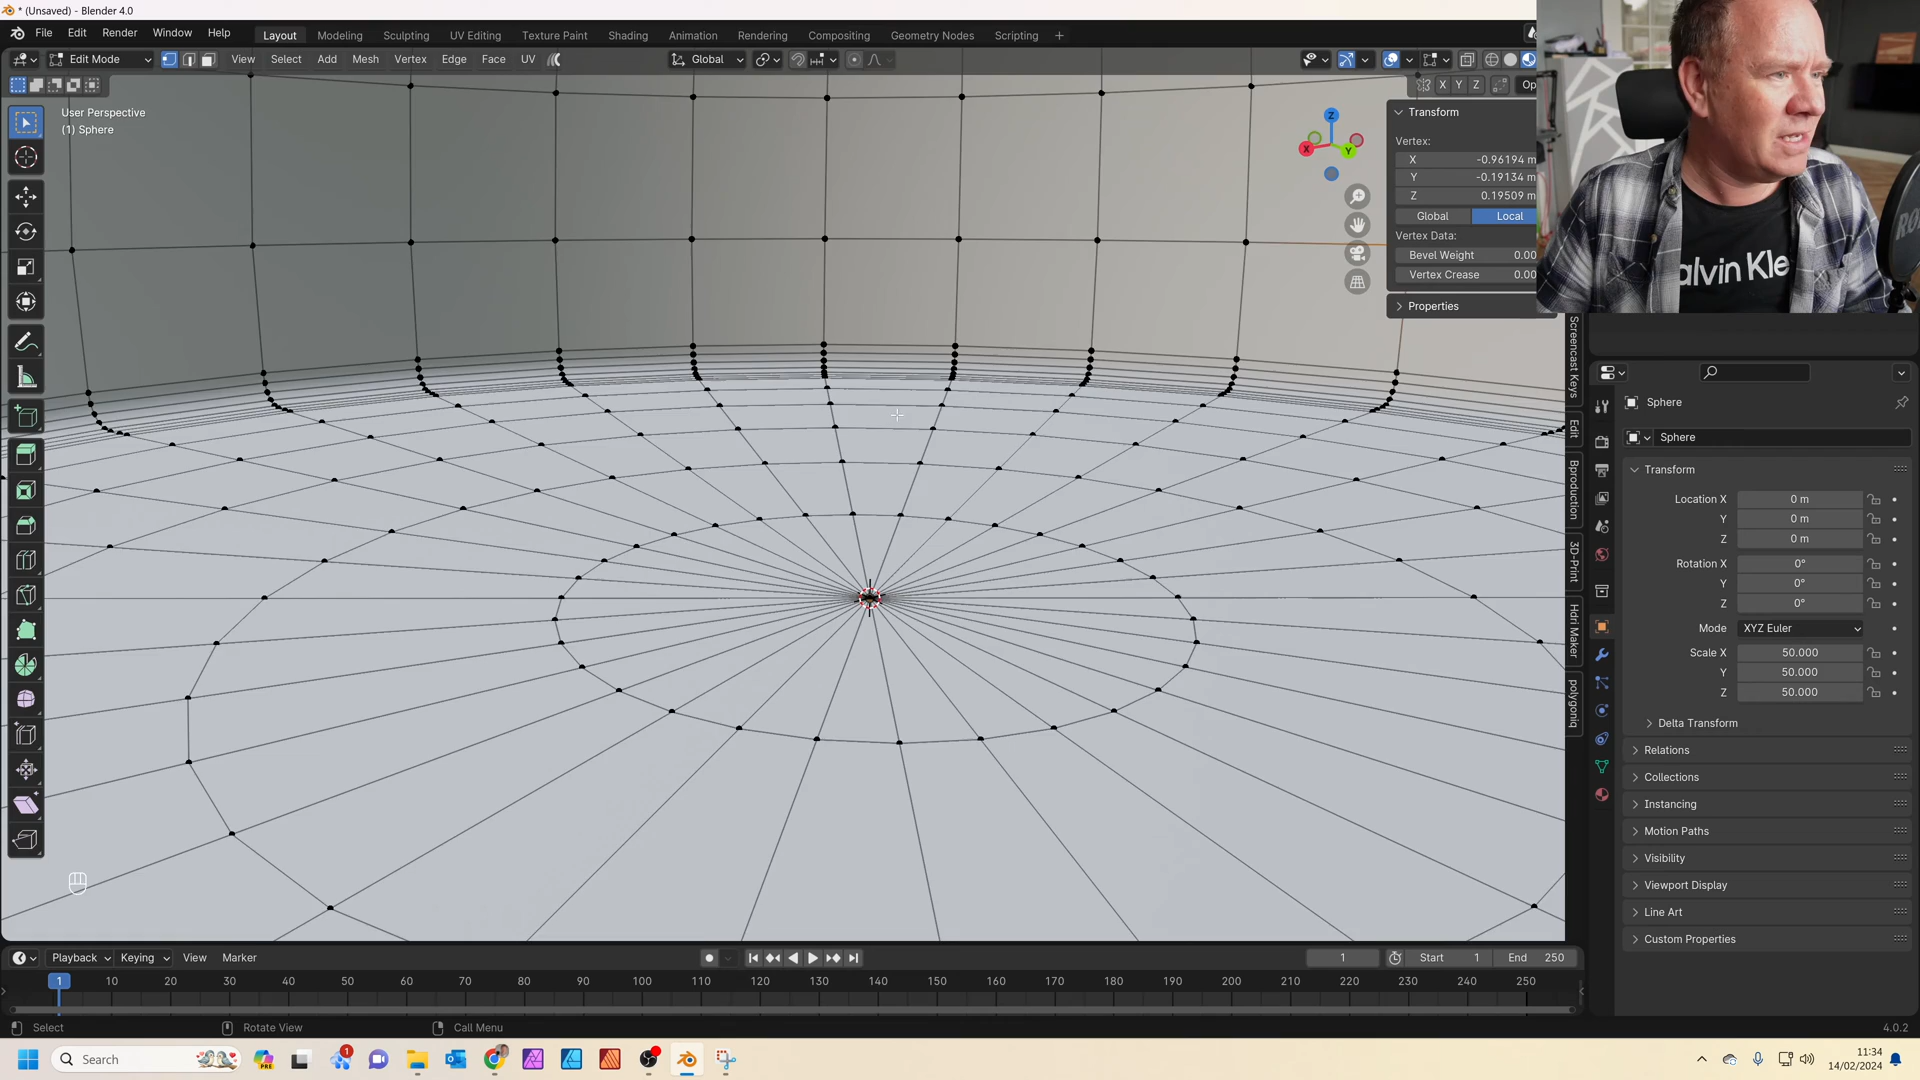 * (Unsaved) - Blender 4.0
File Edit Render Window Help
Layout Modeling Sculpting UV Editing Texture Paint Shading Animation Rendering Compositing Geometry Nodes Scripting +
Edit Mode View Select Add Mesh Vertex Edge Face UV Global
X Y Z Op
User Perspective
(1) Sphere
Z
X
Y
Transform
Vertex:
X -0.96194 m
Y -0.19134 m
Z 0.19509 m
Global Local
Vertex Data:
Bevel Weight 0.00
Vertex Crease 0.00
Properties
alvin Kle
Screencast Keys
Edit
Bproduction
3D-Print
Hdri Maker
polygoniq
Sphere
Sphere
Transform
Location X 0 m
Y 0 m
Z 0 m
Rotation X 0°
Y 0°
Z 0°
Mode XYZ Euler
Scale X 50.000
Y 50.000
Z 50.000
Delta Transform
Relations
Collections
Instancing
Motion Paths
Visibility
Viewport Display
Line Art
Custom Properties
Playback Keying View Marker
1 Start 1 End 250
1 10 20 30 40 50 60 70 80 90 100 110 120 130 140 150 160 170 180 190 200 210 220 230 240 250
Select Rotate View Call Menu
4.0.2
Search
PRE
1
11:34
14/02/2024